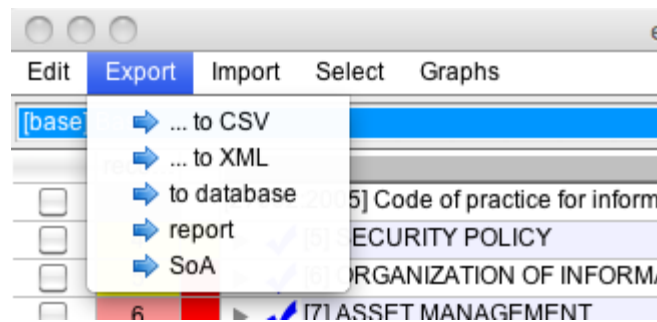 Edit Export Import Select Graphs
[base]
... to CSV
... to XML
to database
report
SoA
5] Code of practice for inform
[5] SECURITY POLICY
[6] ORGANIZATION OF INFORMA
6 [7] ASSET MANAGEMENT